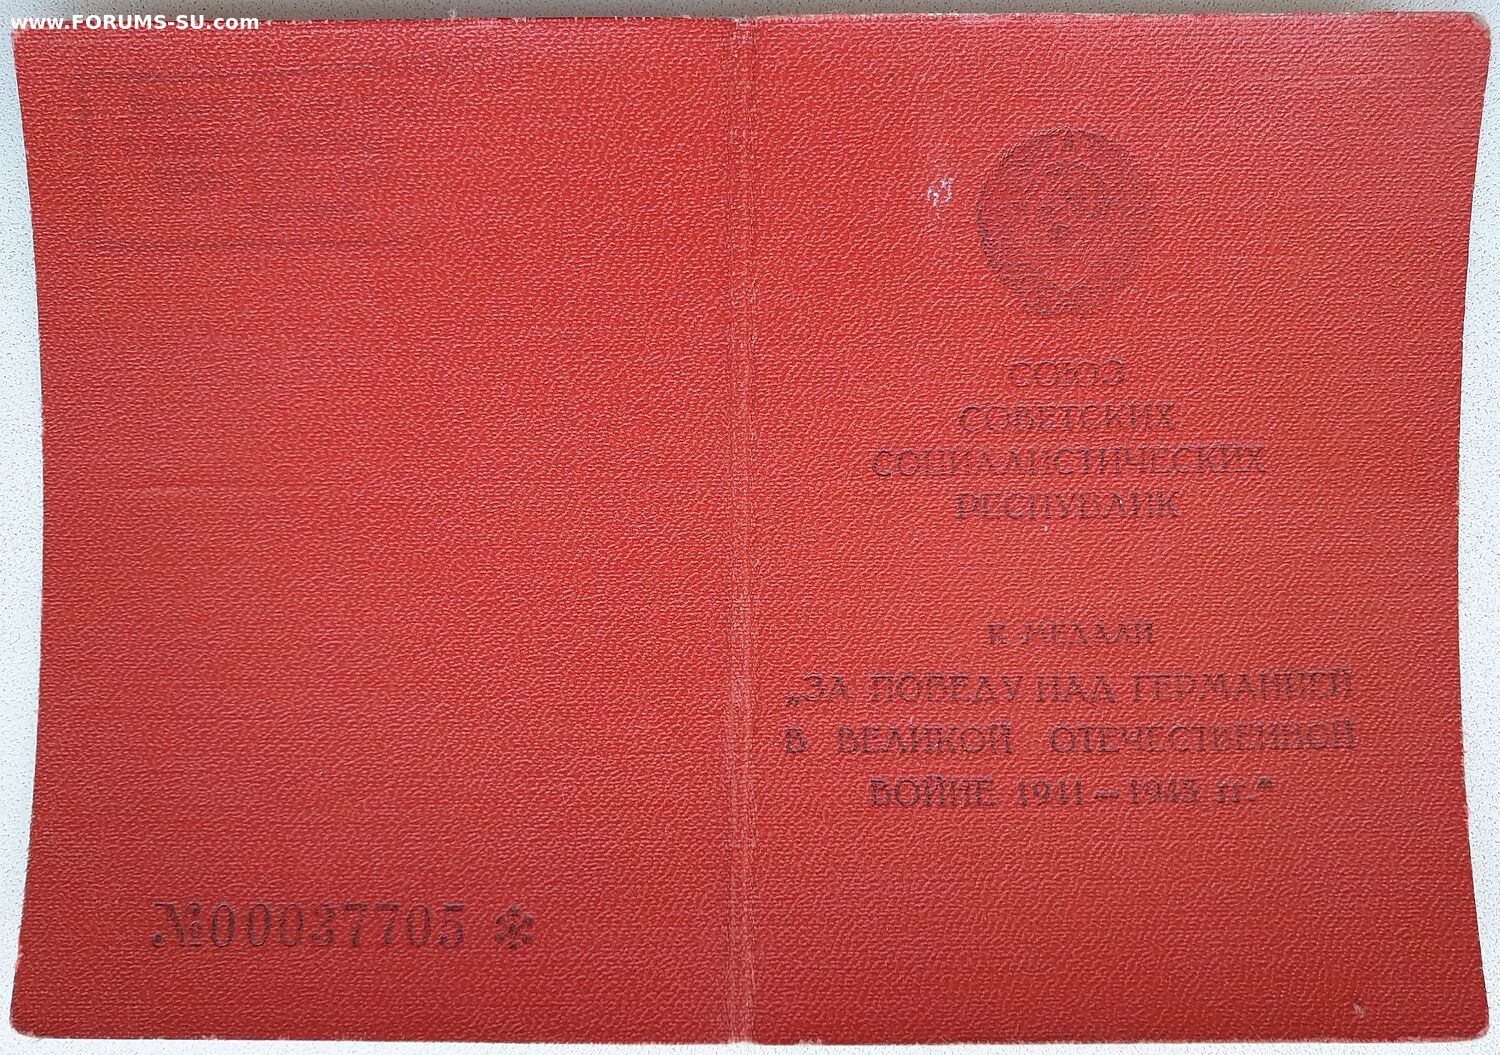 www.FORUMS-SU.com
СОЮЗ
СОВЕТСКИХ
СОЦИАЛИСТИЧЕСКИХ
РЕСПУБЛИК
К МЕДАЛИ
„ЗА ПОБЕДУ НАД ГЕРМАНИЕЙ
В ВЕЛИКОЙ ОТЕЧЕСТВЕННОЙ
ВОЙНЕ 1941—1945 гг.“
№00037705 *